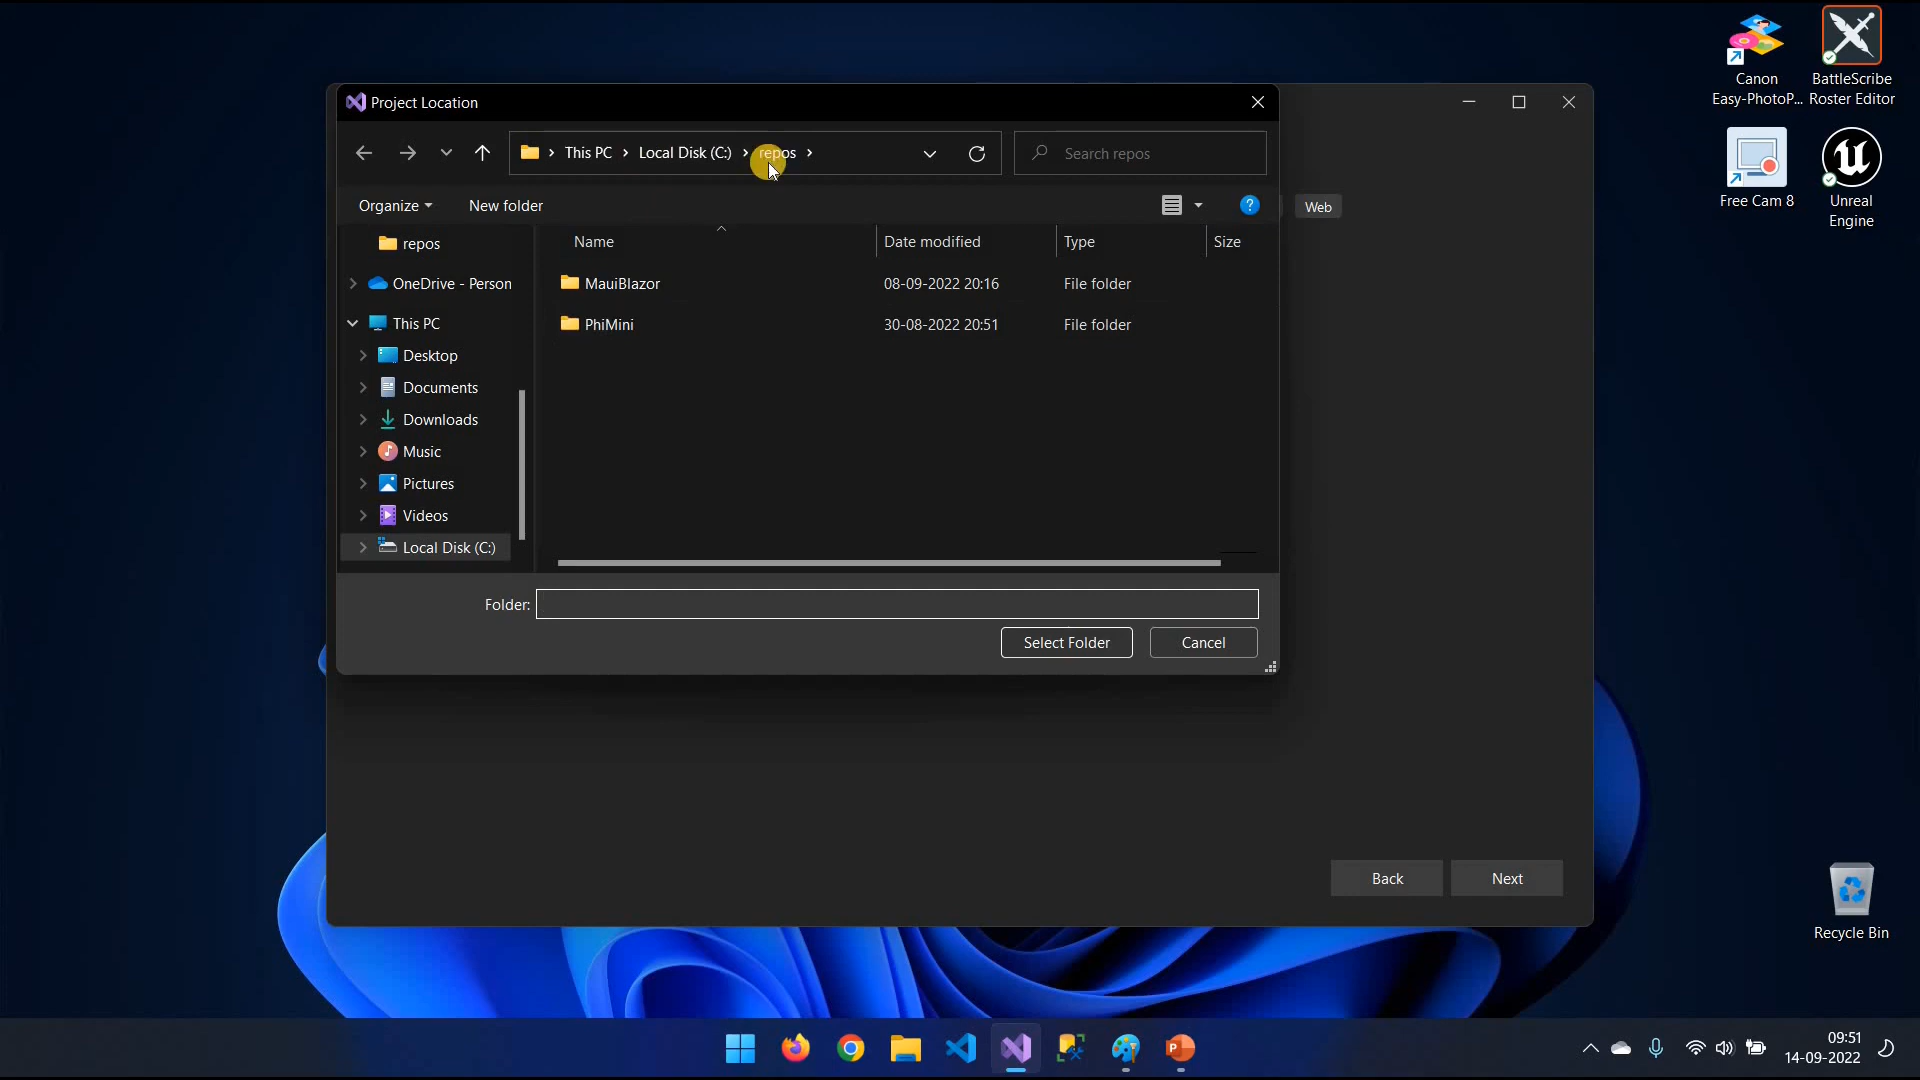 Canon
Easy-PhotoP...
BattleScribe
Roster Editor
Free Cam 8
Unreal
Engine
Project Location
This PC
Local Disk (C:)
repos
Search repos
Organize
New folder
?
Web
Name
Date modified
Type
Size
repos
OneDrive - Person
This PC
Desktop
Documents
Downloads
Music
Pictures
Videos
Local Disk (C:)
MauiBlazor
08-09-2022 20:16
File folder
PhiMini
30-08-2022 20:51
File folder
Folder:
Select Folder
Cancel
Back
Next
Recycle Bin
09:51
14-09-2022